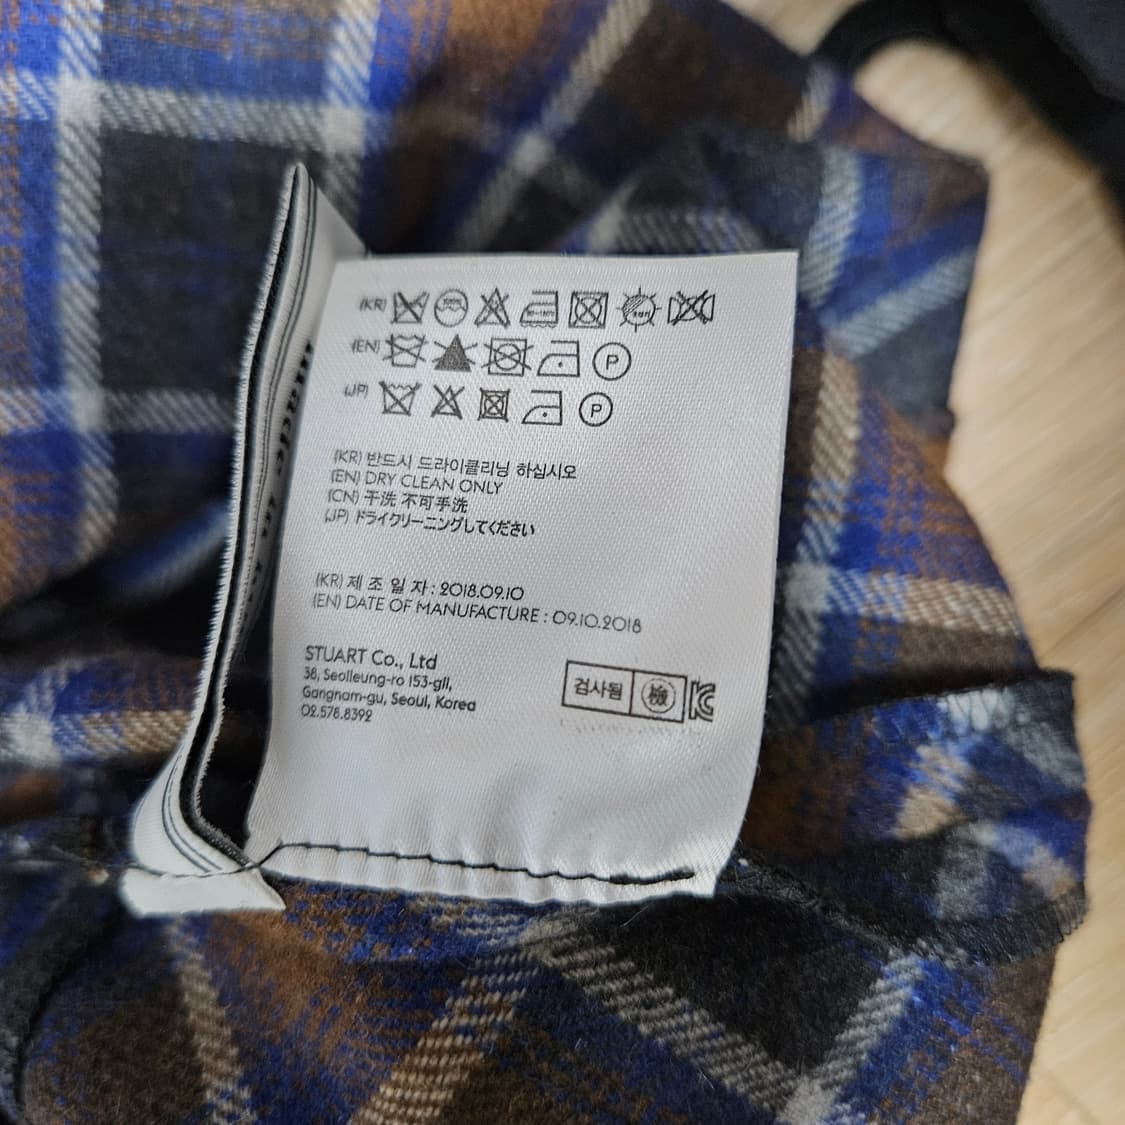 (KR)
(EN)
P
(JP)
P
(KR) 반드시 드라이클리닝 하십시오
(EN) DRY CLEAN ONLY
(CN) 干洗 不可手洗
(JP) ドライクリーニングしてください
(KR) 제 조 일 자 : 2018.09.10
(EN) DATE OF MANUFACTURE : 09.10.2018
STUART Co., Ltd
38, Seolleung-ro 153-gil,
Gangnam-gu, Seoul, Korea
02.578.8392
검사됨 檢
made in